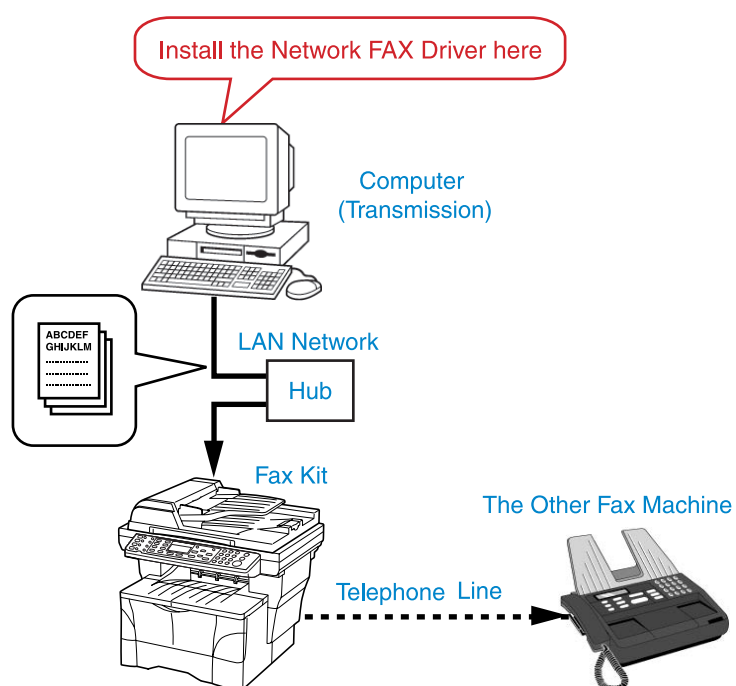 Install the Network FAX Driver here
Computer
(Transmission)
ABCDEF
GHIJKLM
LAN Network
Hub
Fax Kit
The Other Fax Machine
Telephone Line